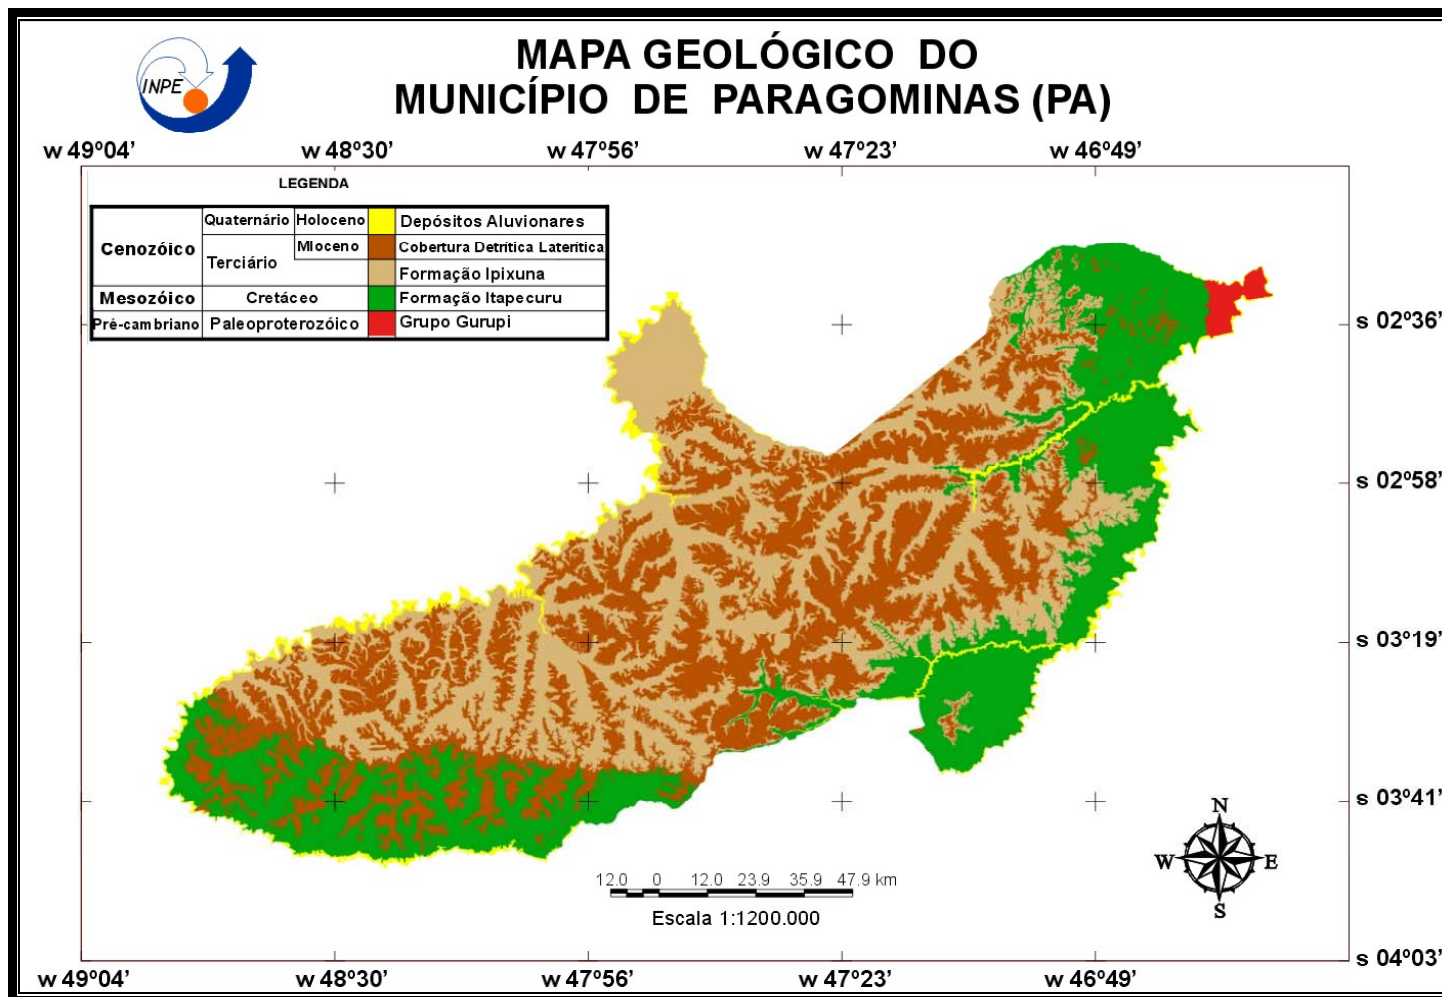 INPE
MAPA GEOLÓGICO DO
MUNICÍPIO DE PARAGOMINAS (PA)
w 49º04’ w 48º30’ w 47º56’ w 47º23’ w 46º49’
LEGENDA
Cenozóico Quaternário Holoceno Depósitos Aluvionares
Terciário Mioceno Cobertura Detrítica Laterítica
Formação Ipixuna
Mesozóico Cretáceo Formação Itapecuru
Pré-cambriano Paleoproterozóico Grupo Gurupi
s 02º36’
s 02º58’
s 03º19’
s 03º41’
N
W E
S
12.0 0 12.0 23.9 35.9 47.9 km
Escala 1:1200.000
s 04º03’
w 49º04’ w 48º30’ w 47º56’ w 47º23’ w 46º49’